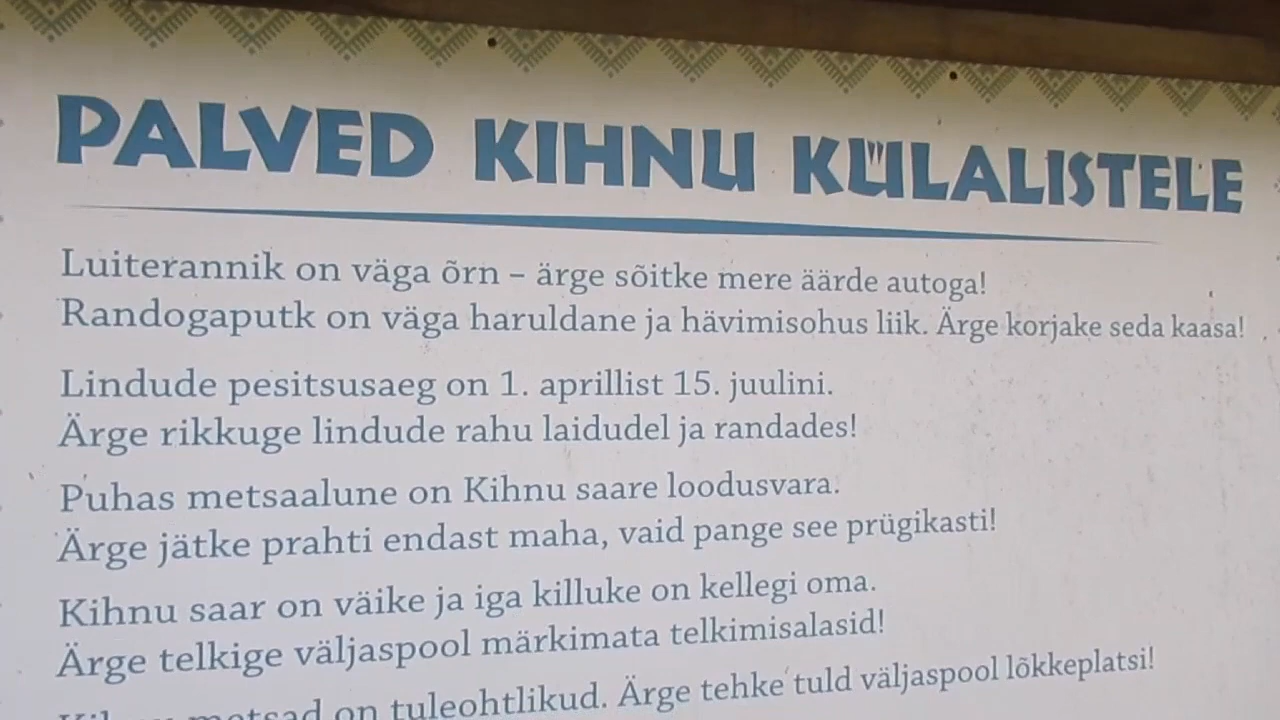 PALVED KIHNU KÜLALISTELE
Luiterannik on väga õrn – ärge sõitke mere äärde autoga!
Randogaputk on väga haruldane ja hävimisohus liik. Ärge korjake seda kaasa!
Lindude pesitsusaeg on 1. aprillist 15. juulini.
Ärge rikkuge lindude rahu laidudel ja randades!
Puhas metsaalune on Kihnu saare loodusvara.
Ärge jätke prahti endast maha, vaid pange see prügikasti!
Kihnu saar on väike ja iga killuke on kellegi oma.
Ärge telkige väljaspool märkimata telkimisalasid!
metsad on tuleohtlikud. Ärge tehke tuld väljaspool lõkkeplatsi!